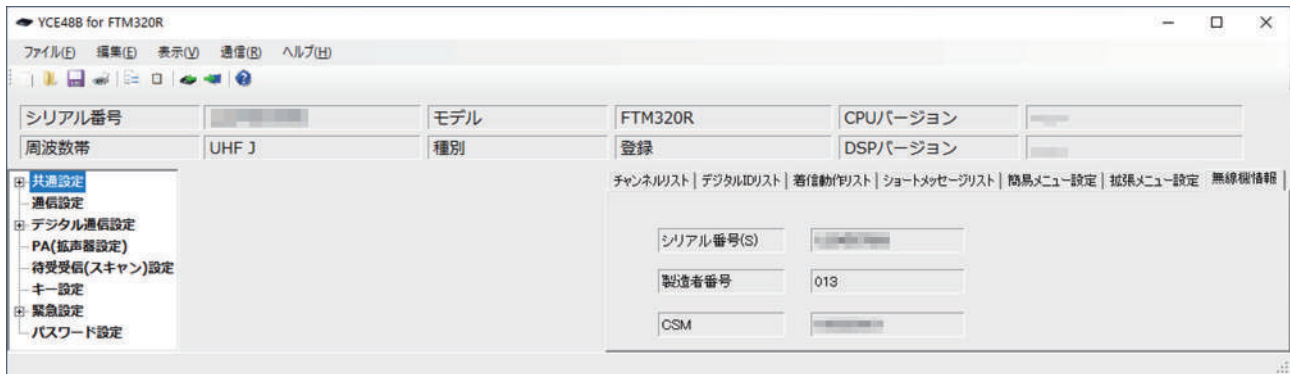 YCE48B for FTM320R
ファイル(F) 編集(E) 表示(V) 通信(R) ヘルプ(H)
シリアル番号 モデル FTM320R CPUバージョン
周波数帯 UHF J 種別 登録 DSPバージョン
共通設定
通信設定
デジタル通信設定
PA(拡声器設定)
待受受信(スキャン)設定
キー設定
緊急設定
パスワード設定
チャンネルリスト デジタルIDリスト 着信動作リスト ショートメッセージリスト 簡易メニュー設定 拡張メニュー設定 無線機情報
シリアル番号(S)
製造者番号 013
CSM